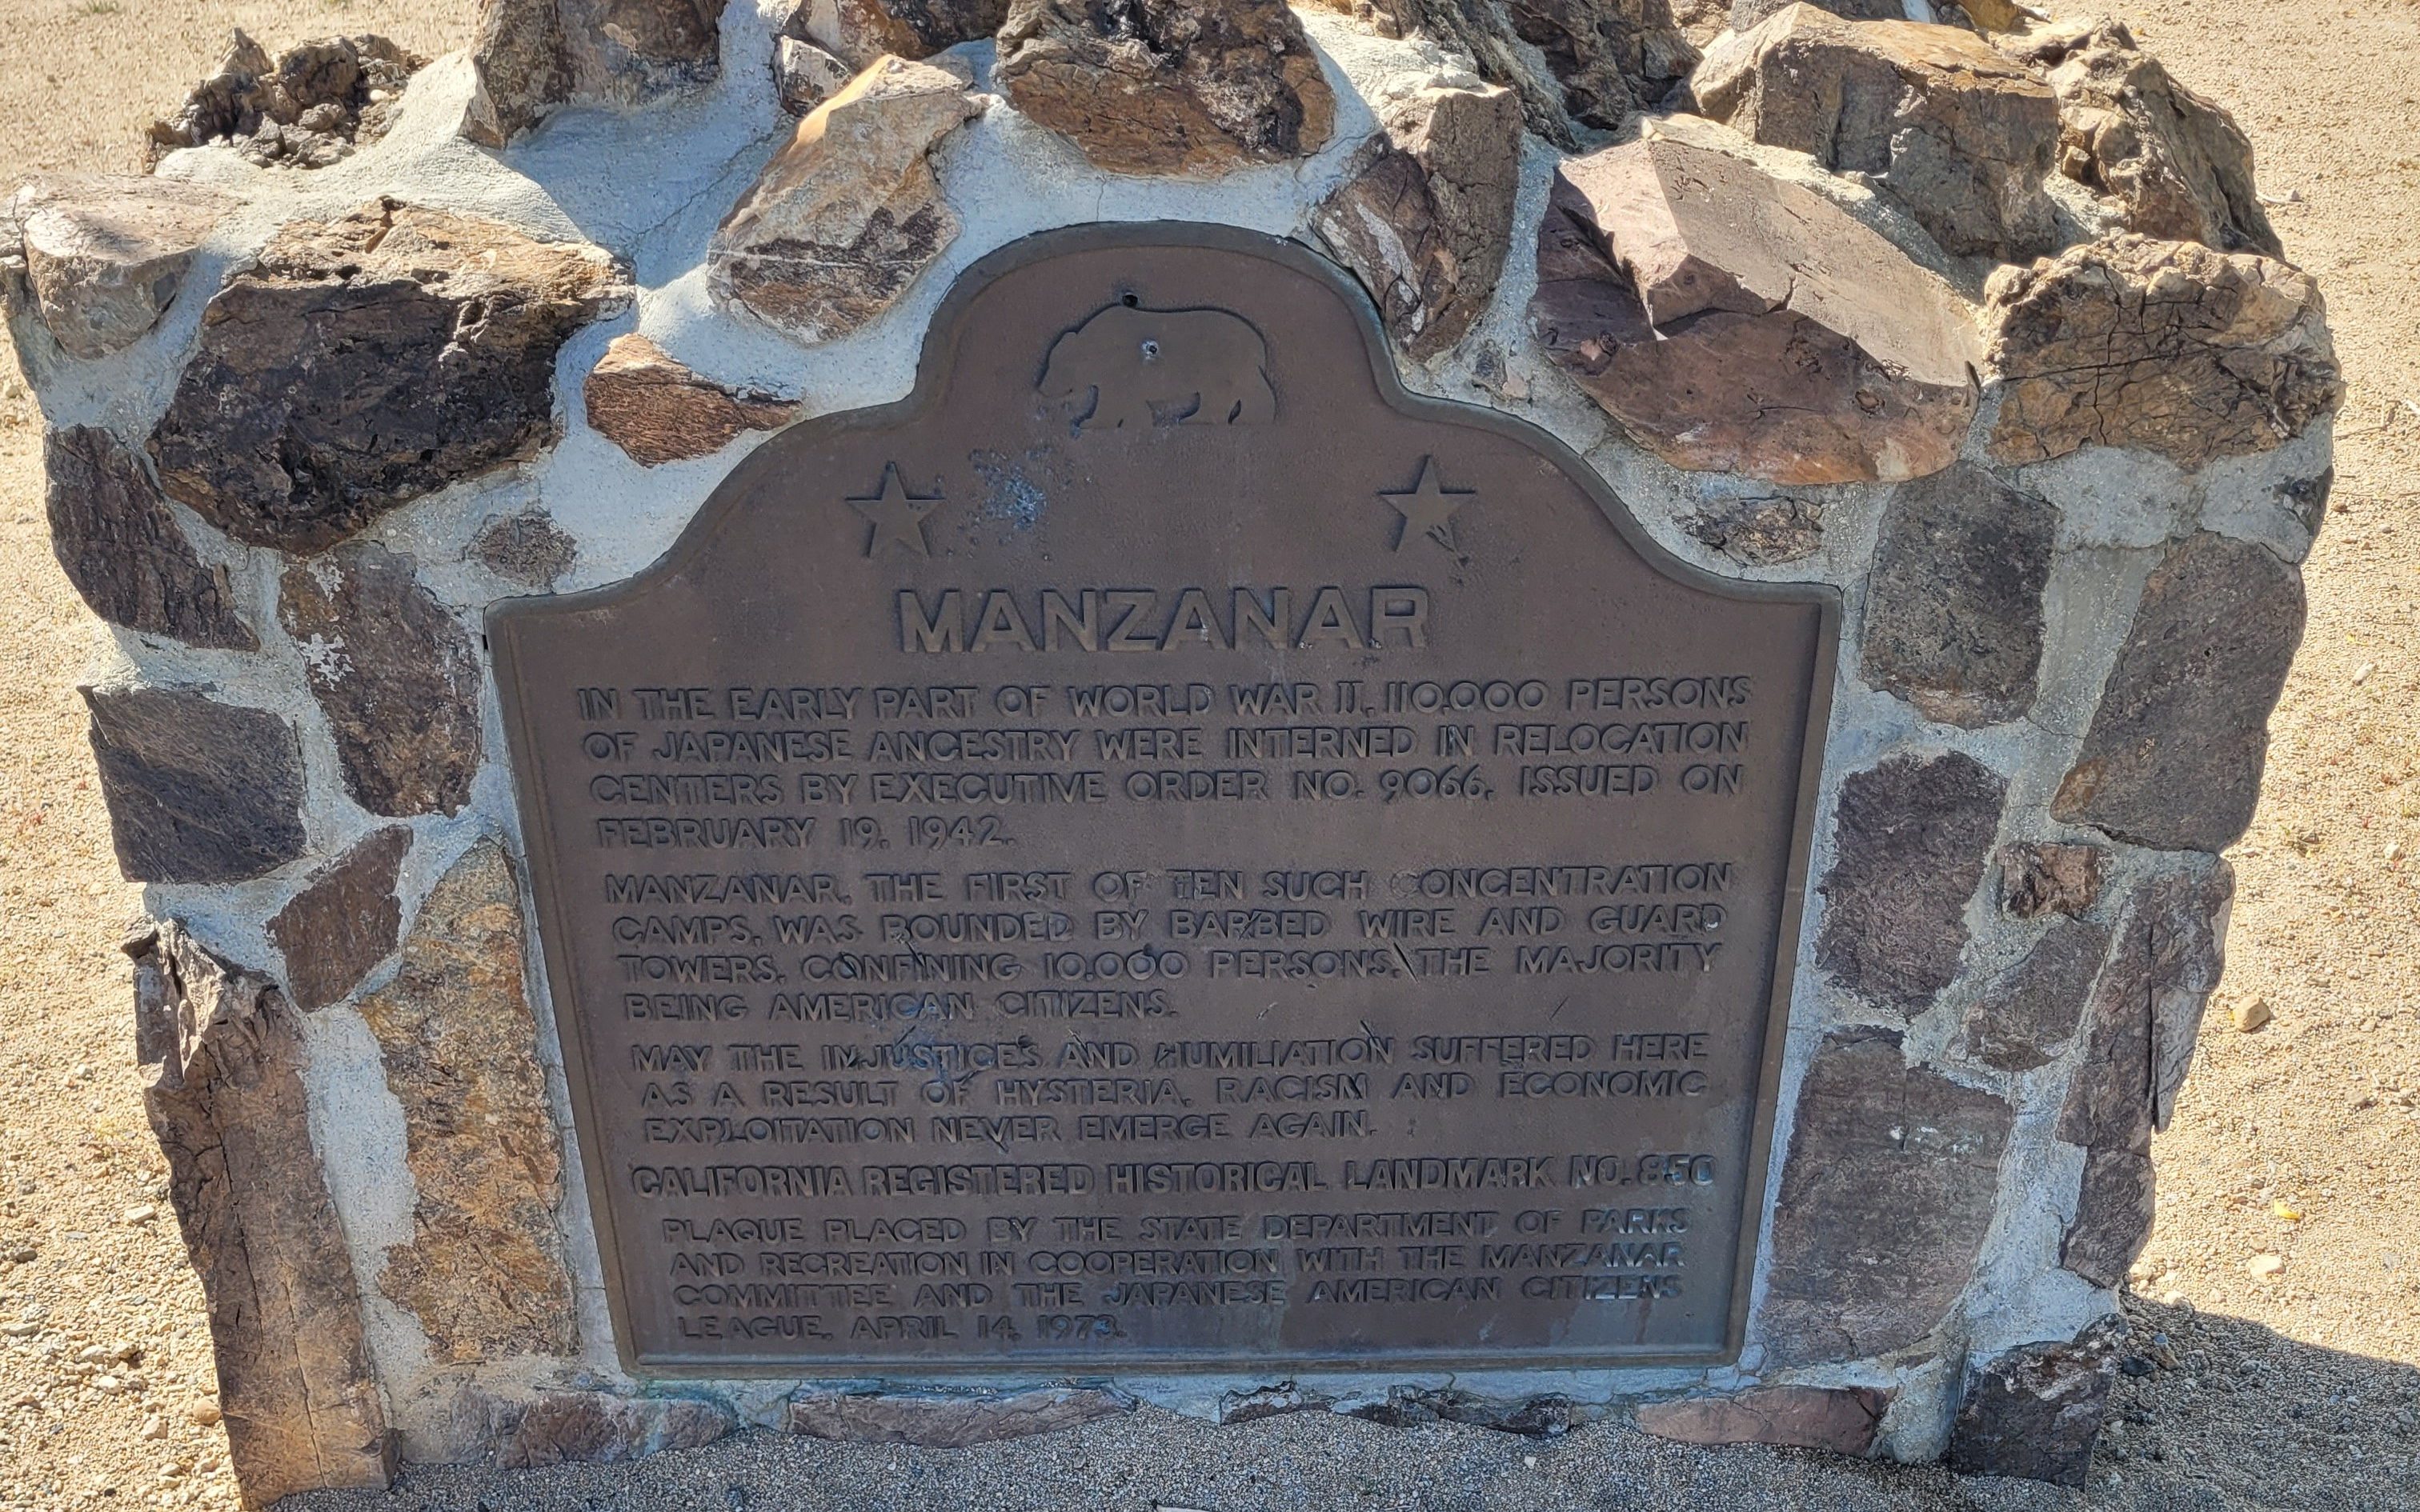 MANZANAR
IN THE EARLY PART OF WORLD WAR II, 110,000 PERSONS
OF JAPANESE ANCESTRY WERE INTERNED IN RELOCATION
CENTERS BY EXECUTIVE ORDER NO. 9066, ISSUED ON
FEBRUARY 19, 1942.
MANZANAR, THE FIRST OF TEN SUCH CONCENTRATION
CAMPS, WAS BOUNDED BY BARBED WIRE AND GUARD
TOWERS, CONFINING 10,000 PERSONS, THE MAJORITY
BEING AMERICAN CITIZENS.
MAY THE INJUSTICES AND HUMILIATION SUFFERED HERE
AS A RESULT OF HYSTERIA, RACISM AND ECONOMIC
EXPLOITATION NEVER EMERGE AGAIN.
CALIFORNIA REGISTERED HISTORICAL LANDMARK NO. 850
PLAQUE PLACED BY THE STATE DEPARTMENT OF PARKS
AND RECREATION IN COOPERATION WITH THE MANZANAR
COMMITTEE AND THE JAPANESE AMERICAN CITIZENS
LEAGUE, APRIL 14, 1973.